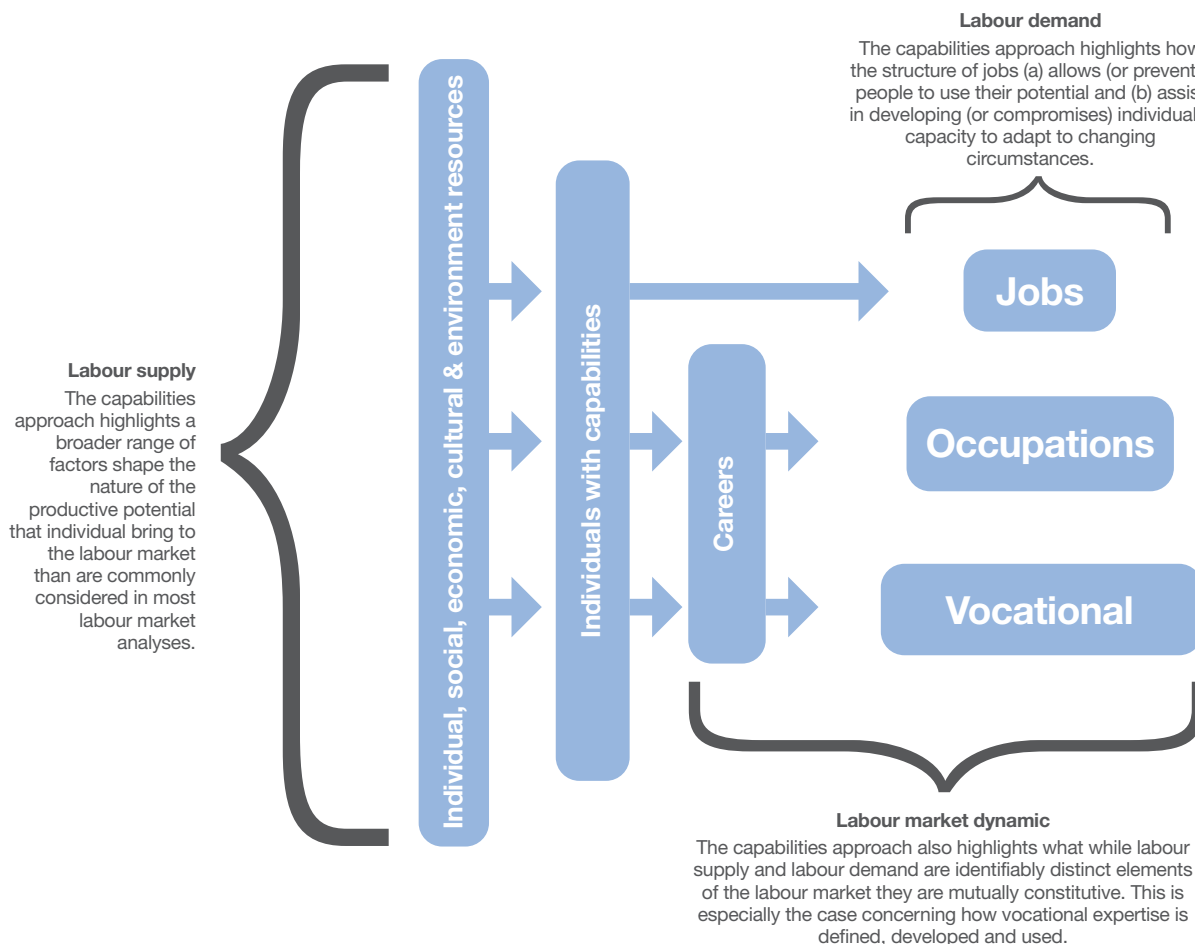 Labour demand
The capabilities approach highlights how
the structure of jobs (a) allows (or prevent
people to use their potential and (b) assis
in developing (or compromises) individual
capacity to adapt to changing
circumstances.
Individual, social, economic, cultural & environment resources
Individuals with capabilities
Careers
Jobs
Occupations
Vocational
Labour supply
The capabilities
approach highlights a
broader range of
factors shape the
nature of the
productive potential
that individual bring to
the labour market
than are commonly
considered in most
labour market
analyses.
Labour market dynamic
The capabilities approach also highlights what while labour
supply and labour demand are identifiably distinct elements
of the labour market they are mutually constitutive. This is
especially the case concerning how vocational expertise is
defined, developed and used.